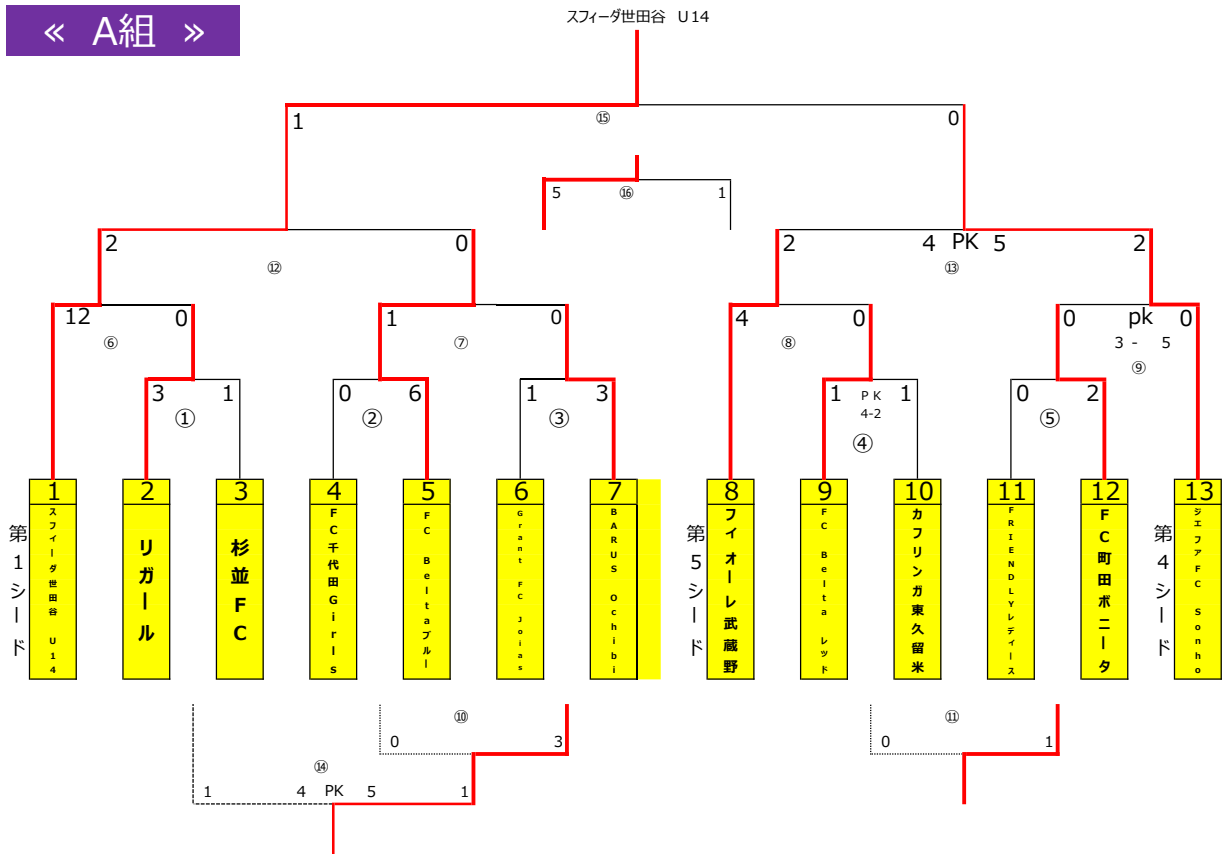 « A組 »
スフィーダ世田谷 U14
1 ⑮ 0
5 ⑯ 1
2 0 2 4 PK 5 2
⑫ ⑬
12 0 1 0 4 0 0 pk 0
⑥ ⑦ ⑧ 3 - 5
⑨
3 1 0 6 1 3 1 PK 1 0 2
4-2
① ② ③ ④ ⑤
1 2 3 4 5 6 7 8 9 10 11 12 13
第1シード
スフィーダ世田谷 U14
リガール
杉並FC
FC千代田Girls
FC Beltaブルー
Grant FC Joias
BARUS Ochibi
第5シード
フィオーレ武蔵野
FC Belta レッド
カフリンガ東久留米
FRIENDLYレディース
FC町田ボニータ
第4シード
ジェファFC Sonho
⑩ ⑪
0 3 0 1
⑭
1 4 PK 5 1